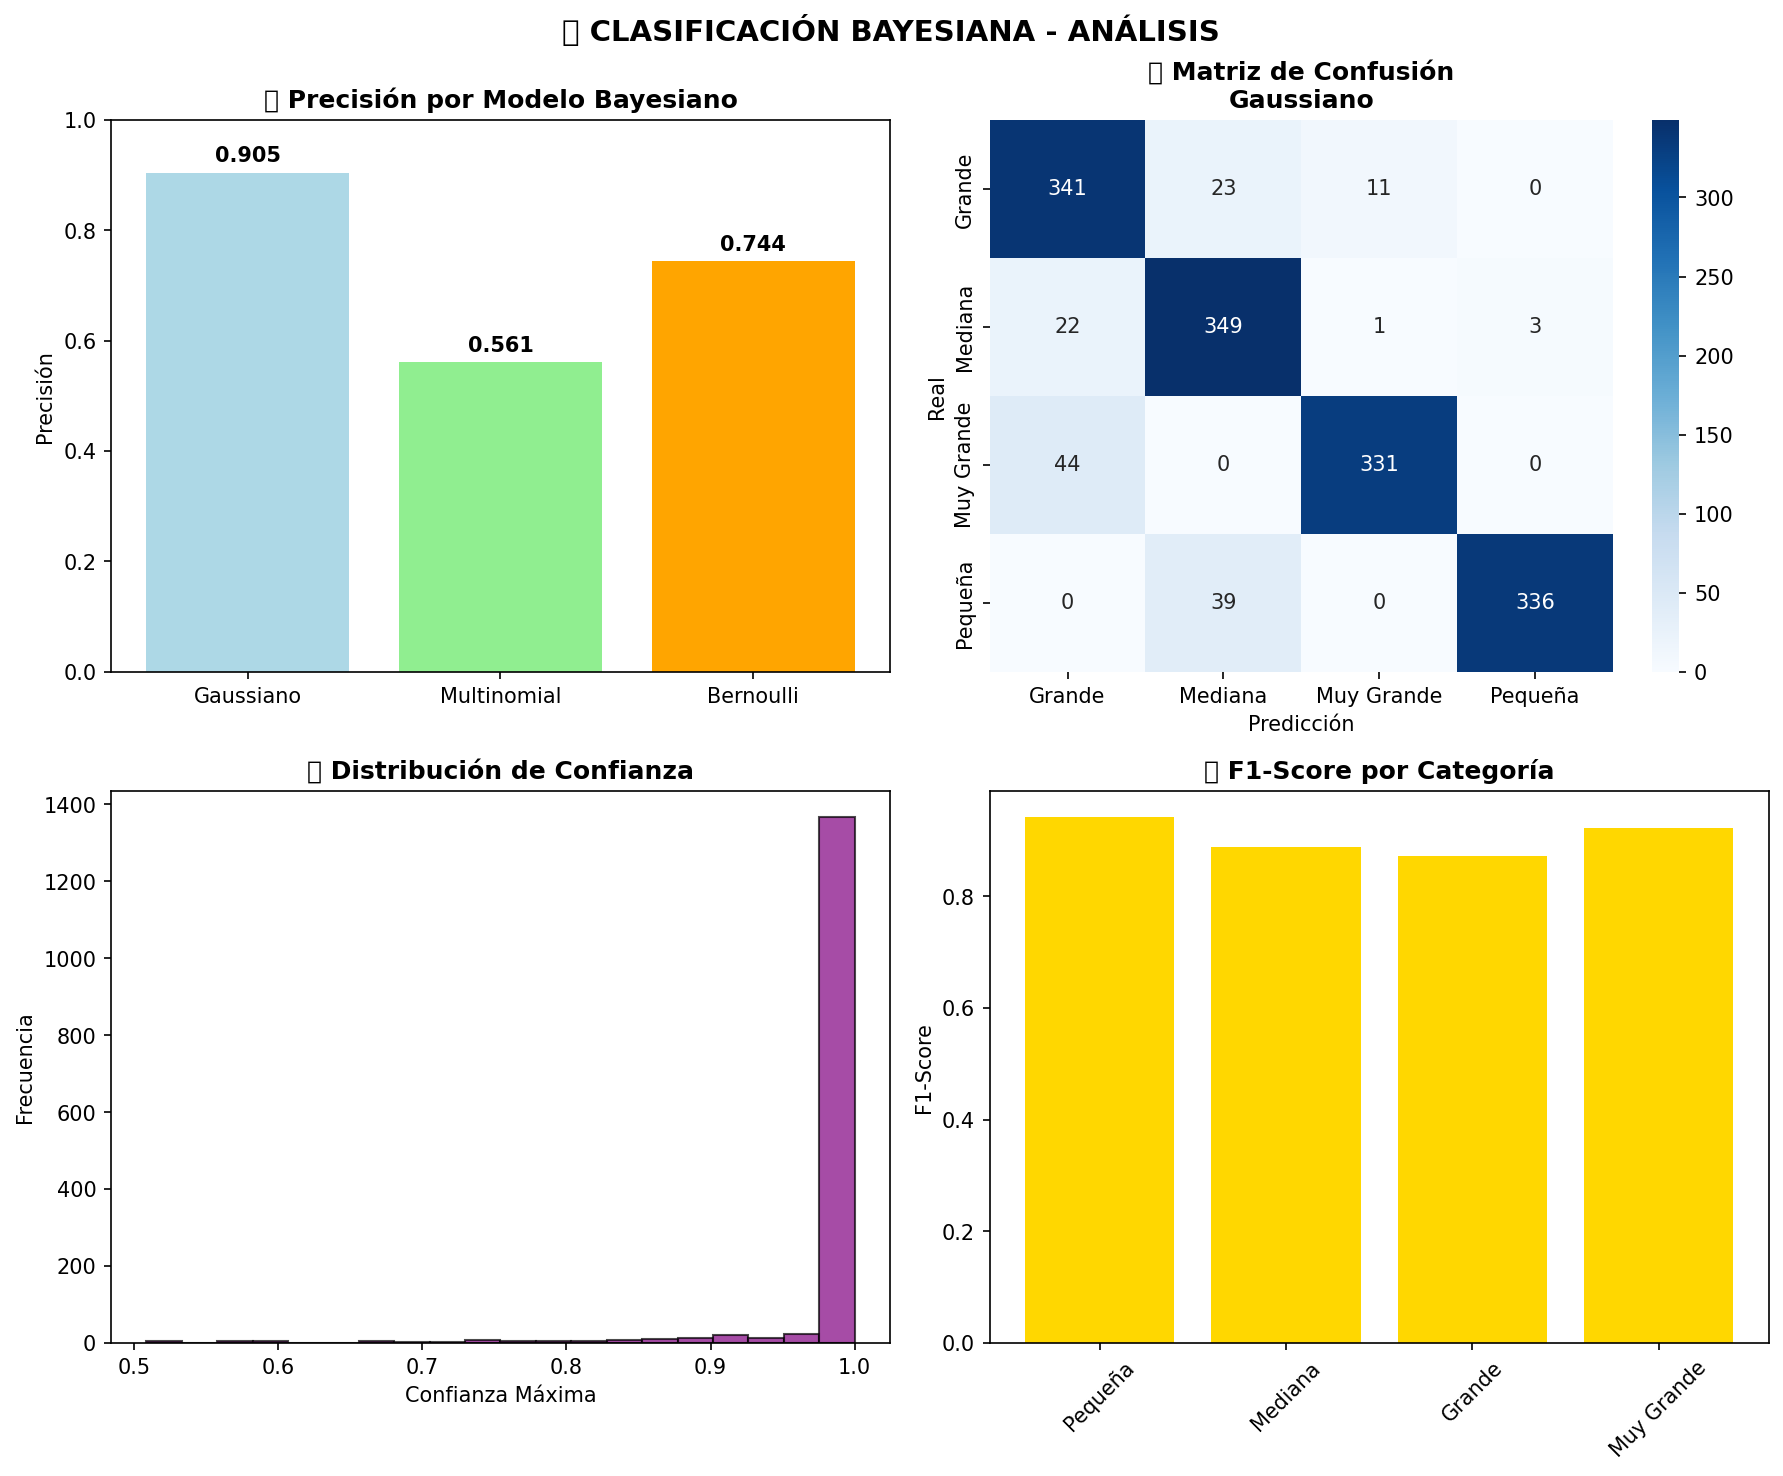 CLASIFICACIÓN BAYESIANA - ANÁLISIS
Precisión por Modelo Bayesiano
Precisión
1.0
0.8
0.6
0.4
0.2
0.0
0.905
0.561
0.744
Gaussiano
Multinomial
Bernoulli
Matriz de Confusión
Gaussiano
Real
Grande
Mediana
Muy Grande
Pequeña
341 23 11 0
22 349 1 3
44 0 331 0
0 39 0 336
Grande
Mediana
Muy Grande
Pequeña
Predicción
300
250
200
150
100
50
0
Distribución de Confianza
Frecuencia
1400
1200
1000
800
600
400
200
0
0.5
0.6
0.7
0.8
0.9
1.0
Confianza Máxima
F1-Score por Categoría
F1-Score
0.8
0.6
0.4
0.2
0.0
Pequeña
Mediana
Grande
Muy Grande